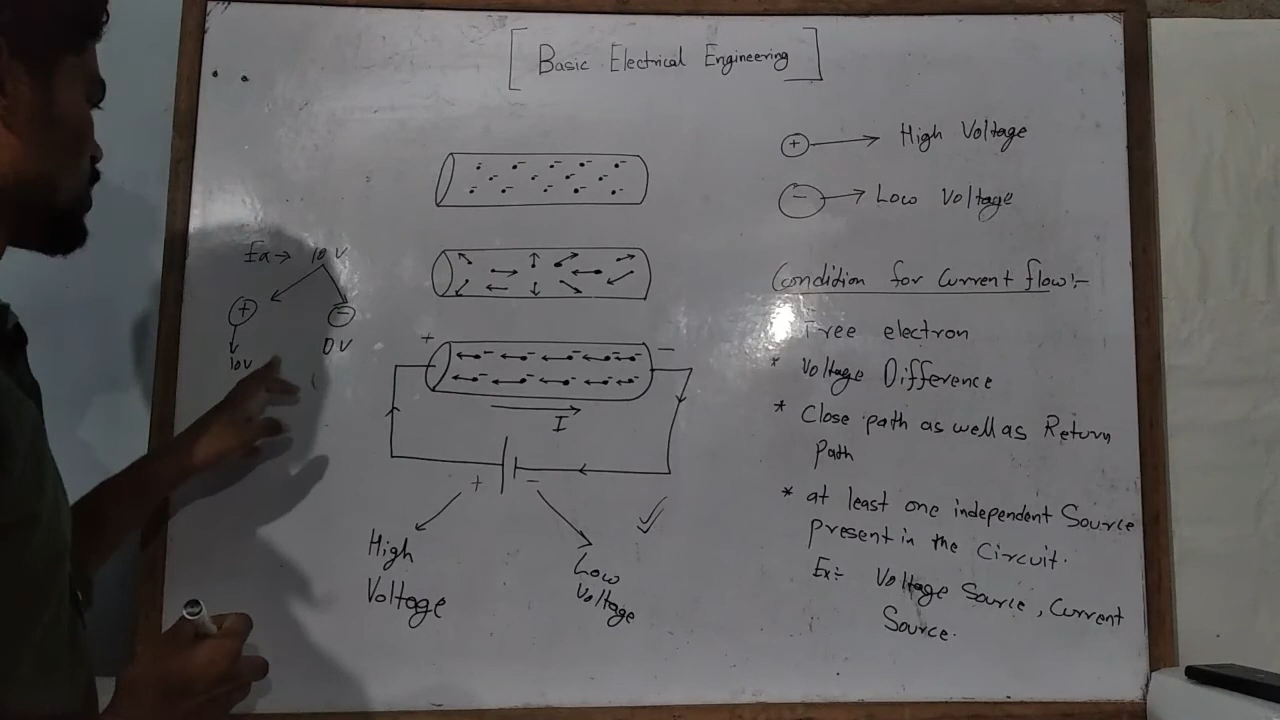 [ Basic Electrical Engineering ]
+ → High Voltage
- → Low Voltage
Ex → 10V
+ -
10V 0V
Condition for Current flow:-
Free electron
* Voltage Difference
* Close path as well as Return
Path
* at least one independent Source
Present in the Circuit.
Ex:- Voltage Source, Current
Source.
+ -
I
+ -
High
Voltage
Low
Voltage